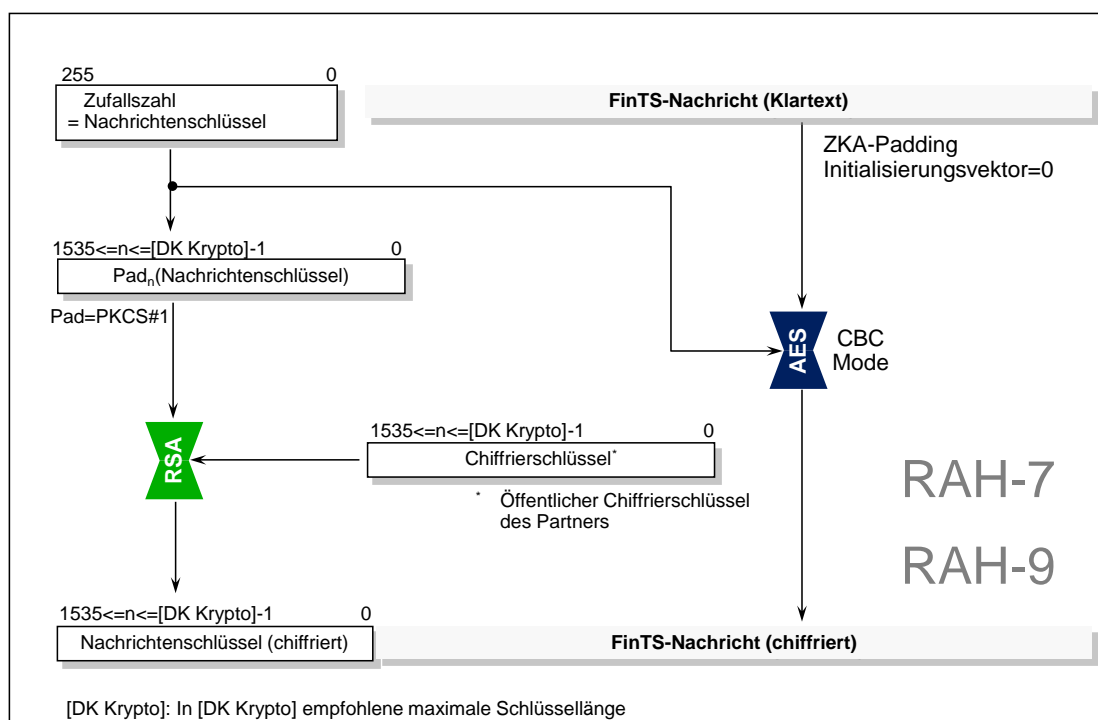 255 0
Zufallszahl
= Nachrichtenschlüssel
FinTS-Nachricht (Klartext)
ZKA-Padding
Initialisierungsvektor=0
1535<=n<=[DK Krypto]-1 0
Padn(Nachrichtenschlüssel)
Pad=PKCS#1
AES
CBC
Mode
1535<=n<=[DK Krypto]-1 0
Chiffrierschlüssel*
RSA
* Öffentlicher Chiffrierschlüssel
des Partners
RAH-7
RAH-9
1535<=n<=[DK Krypto]-1 0
Nachrichtenschlüssel (chiffriert)
FinTS-Nachricht (chiffriert)
[DK Krypto]: In [DK Krypto] empfohlene maximale Schlüssellänge